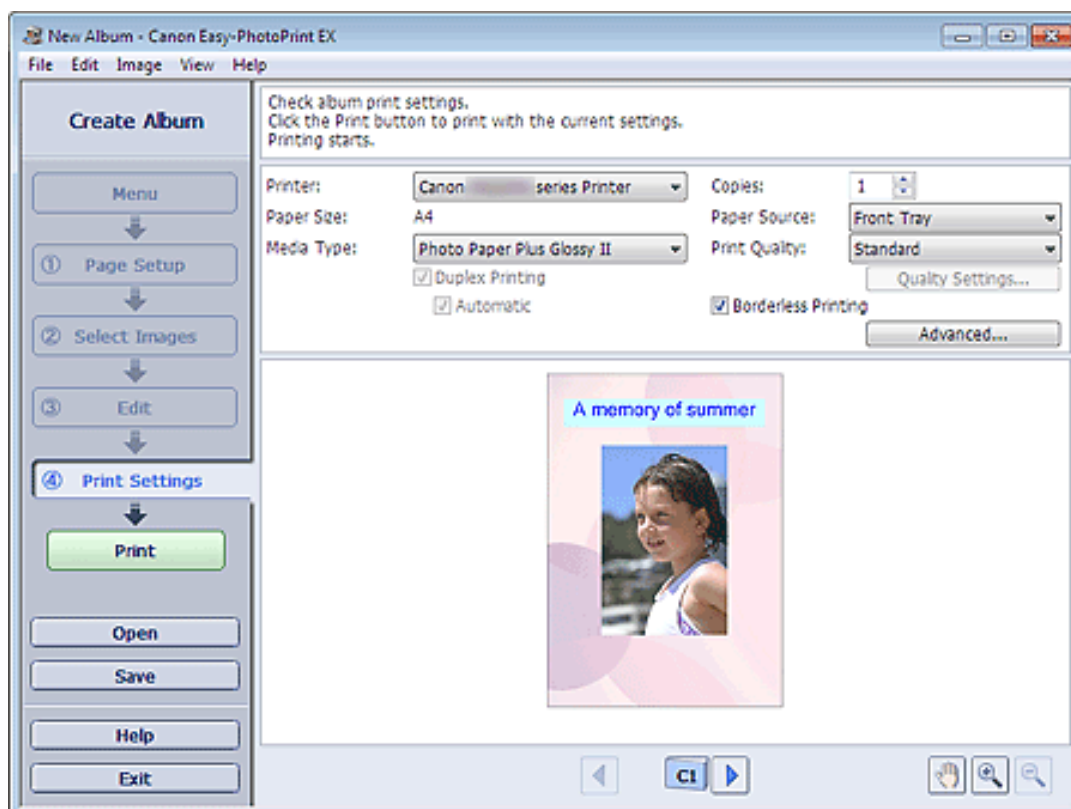 New Album - Canon Easy-PhotoPrint EX
File Edit Image View Help
Create Album
Menu
① Page Setup
② Select Images
③ Edit
④ Print Settings
Print
Open
Save
Help
Exit
Check album print settings.
Click the Print button to print with the current settings.
Printing starts.
Printer: Canon series Printer Copies: 1
Paper Size: A4 Paper Source: Front Tray
Media Type: Photo Paper Plus Glossy II Print Quality: Standard
Duplex Printing Quality Settings...
Automatic Borderless Printing
Advanced...
A memory of summer
C1